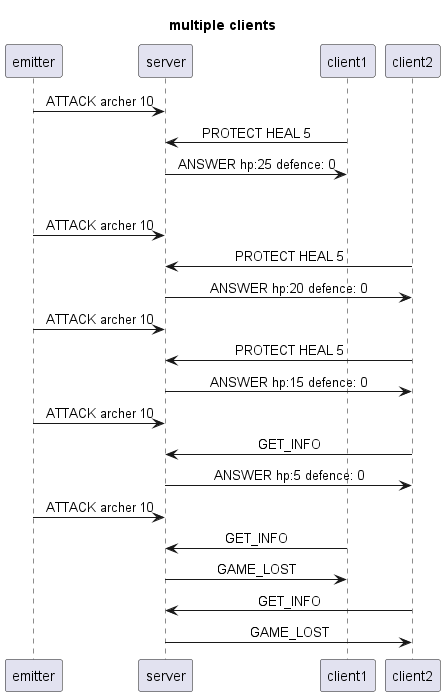 multiple clients
emitter server client1 client2
ATTACK archer 10
PROTECT HEAL 5
ANSWER hp:25 defence: 0
ATTACK archer 10
PROTECT HEAL 5
ANSWER hp:20 defence: 0
ATTACK archer 10
PROTECT HEAL 5
ANSWER hp:15 defence: 0
ATTACK archer 10
GET_INFO
ANSWER hp:5 defence: 0
ATTACK archer 10
GET_INFO
GAME_LOST
GET_INFO
GAME_LOST
emitter server client1 client2